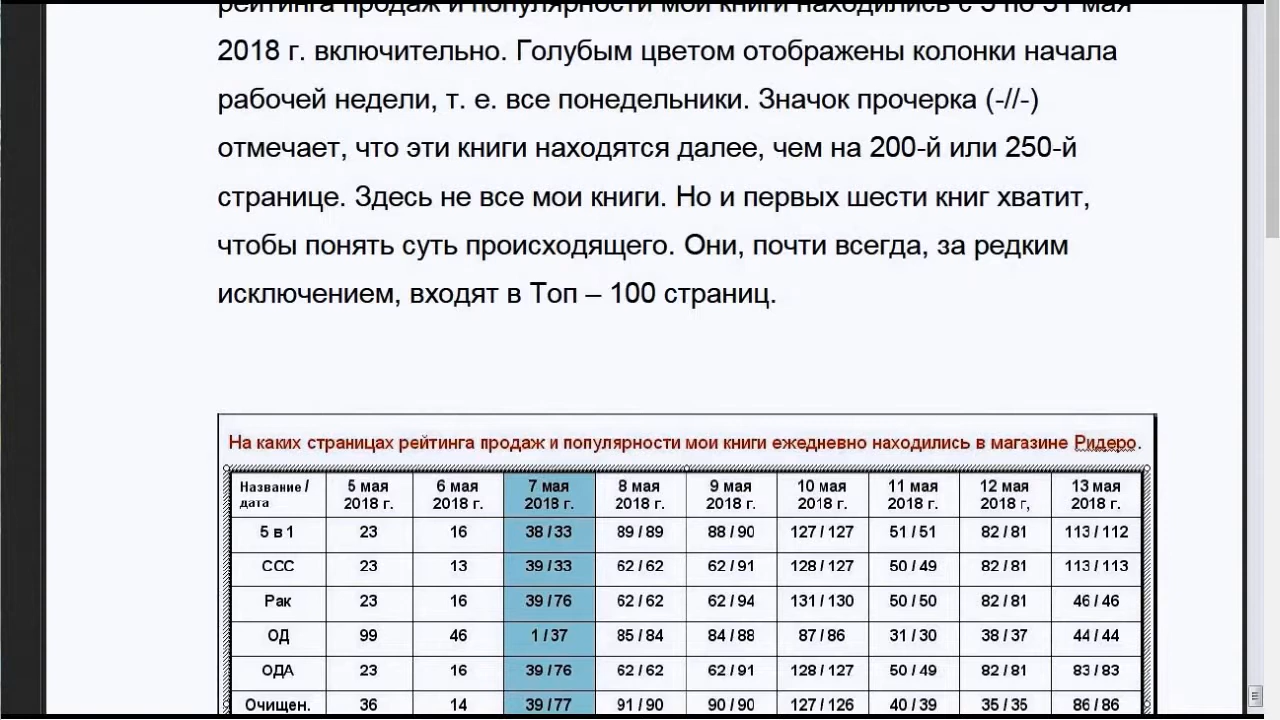 рейтинга продаж и популярности мои книги находились с 5 по 31 мая
2018 г. включительно. Голубым цветом отображены колонки начала
рабочей недели, т. е. все понедельники. Значок прочерка (-//-)
отмечает, что эти книги находятся далее, чем на 200-й или 250-й
странице. Здесь не все мои книги. Но и первых шести книг хватит,
чтобы понять суть происходящего. Они, почти всегда, за редким
исключением, входят в Топ – 100 страниц.
На каких страницах рейтинга продаж и популярности мои книги ежедневно находились в магазине Ридеро.
Название / 5 мая 6 мая 7 мая 8 мая 9 мая 10 мая 11 мая 12 мая 13 мая
дата 2018 г. 2018 г. 2018 г. 2018 г. 2018 г. 2018 г. 2018 г. 2018 г, 2018 г.
5 в 1 23 16 38 / 33 89 / 89 88 / 90 127 / 127 51 / 51 82 / 81 113 / 112
ССС 23 13 39 / 33 62 / 62 62 / 91 128 / 127 50 / 49 82 / 81 113 / 113
Рак 23 16 39 / 76 62 / 62 62 / 94 131 / 130 50 / 50 82 / 81 46 / 46
ОД 99 46 1 / 37 85 / 84 84 / 88 87 / 86 31 / 30 38 / 37 44 / 44
ОДА 23 16 39 / 76 62 / 62 62 / 91 128 / 127 50 / 49 82 / 81 83 / 83
Очищен. 36 14 39 / 77 91 / 90 90 / 90 127 / 126 40 / 39 35 / 35 86 / 86